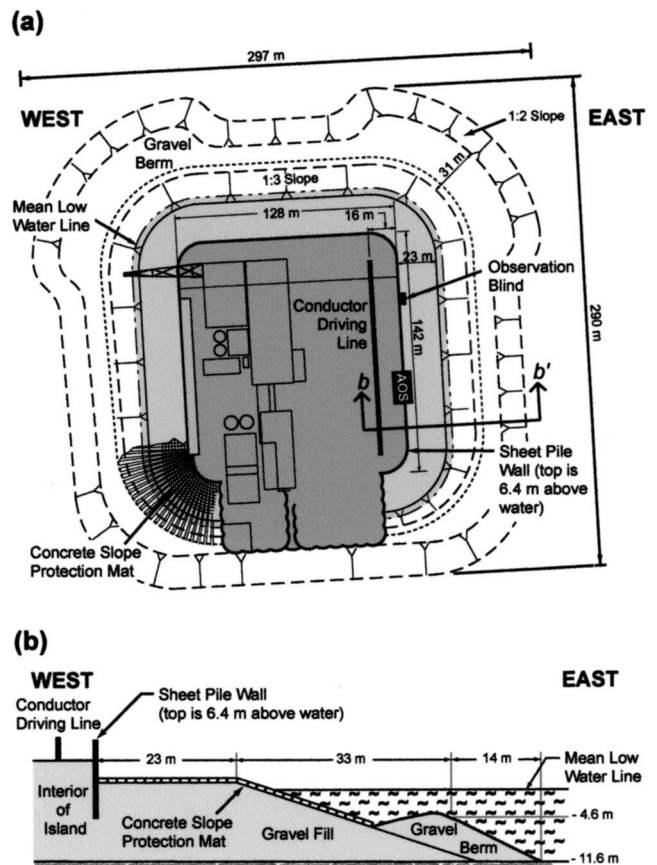 (a)
297 m
WEST
EAST
1:2 Slope
Gravel
Berm
31 m
1:3 Slope
Mean Low
Water Line
128 m
16 m
23 m
Observation
Blind
Conductor
Driving
Line
142 m
290 m
b
b'
AOS
Sheet Pile
Wall (top is
6.4 m above
water)
Concrete Slope
Protection Mat
(b)
WEST
EAST
Conductor
Driving Line
Sheet Pile Wall
(top is 6.4 m above water)
23 m
33 m
14 m
Mean Low
Water Line
Interior
of
Island
- 4.6 m
Concrete Slope
Protection Mat
Gravel Fill
Gravel
Berm
- 11.6 m